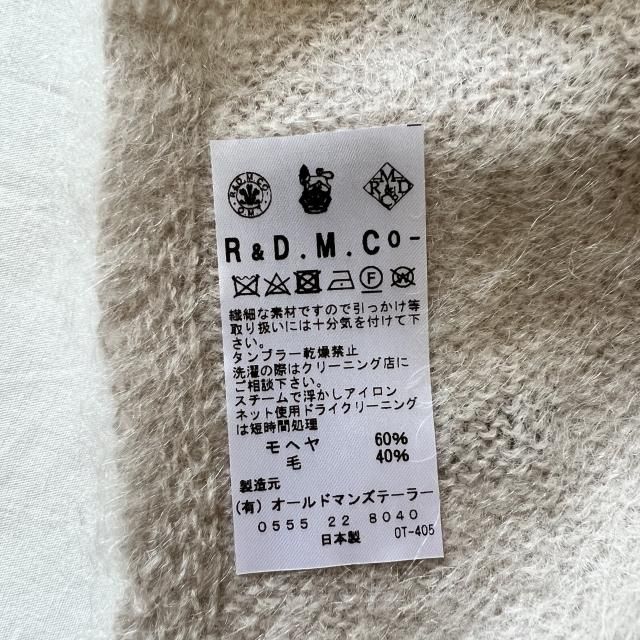 R.&D.M.CO.
O.M.T.
R M D
Co
R & D . M . Co -
繊細な素材ですので引っかけ等
取り扱いには十分気を付けて下
さい。
タンブラー乾燥禁止
洗濯の際はクリーニング店に
ご相談下さい。
スチームで浮かしアイロン
ネット使用ドライクリーニング
は短時間処理
モヘヤ 60%
毛 40%
製造元
(有) オールドマンズテーラー
0555 22 8040
日本製 OT-405